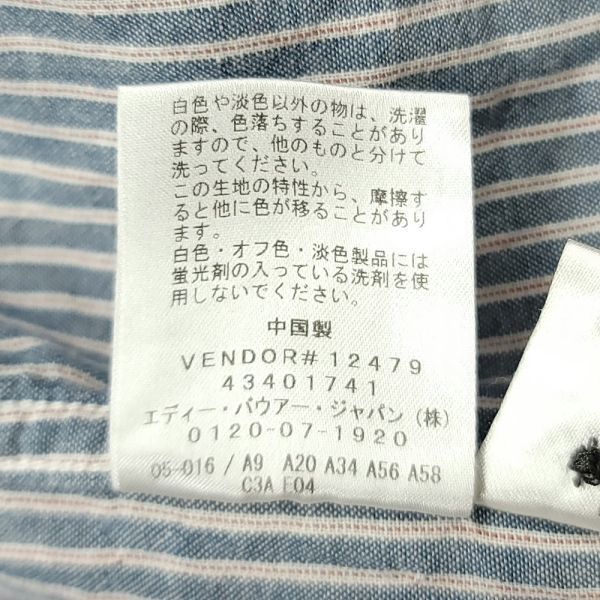 白色や淡色以外の物は、洗濯
の際、色落ちすることがあり
ますので、他のものと分けて
洗ってください。
この生地の特性から、摩擦す
ると他に色が移ることがあり
ます。
白色・オフ色・淡色製品には
蛍光剤の入っている洗剤を使
用しないでください。
中国製
VENDOR# 12479
43401741
エディー・バウアー・ジャパン（株）
0120-07-1920
05-016 / A9 A20 A34 A56 A58
C3A E04